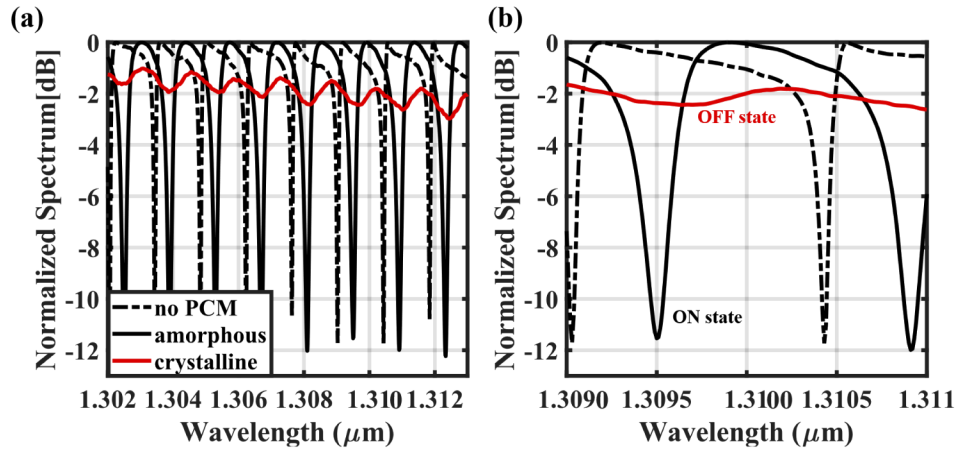 (a)
(b)
Normalized Spectrum[dB]
0
-2
-4
-6
-8
-10
-12
no PCM
amorphous
crystalline
1.302 1.304 1.306 1.308 1.310 1.312
Wavelength (μm)
Normalized Spectrum[dB]
0
-2
-4
-6
-8
-10
-12
OFF state
ON state
1.3090 1.3095 1.3100 1.3105 1.311
Wavelength (μm)